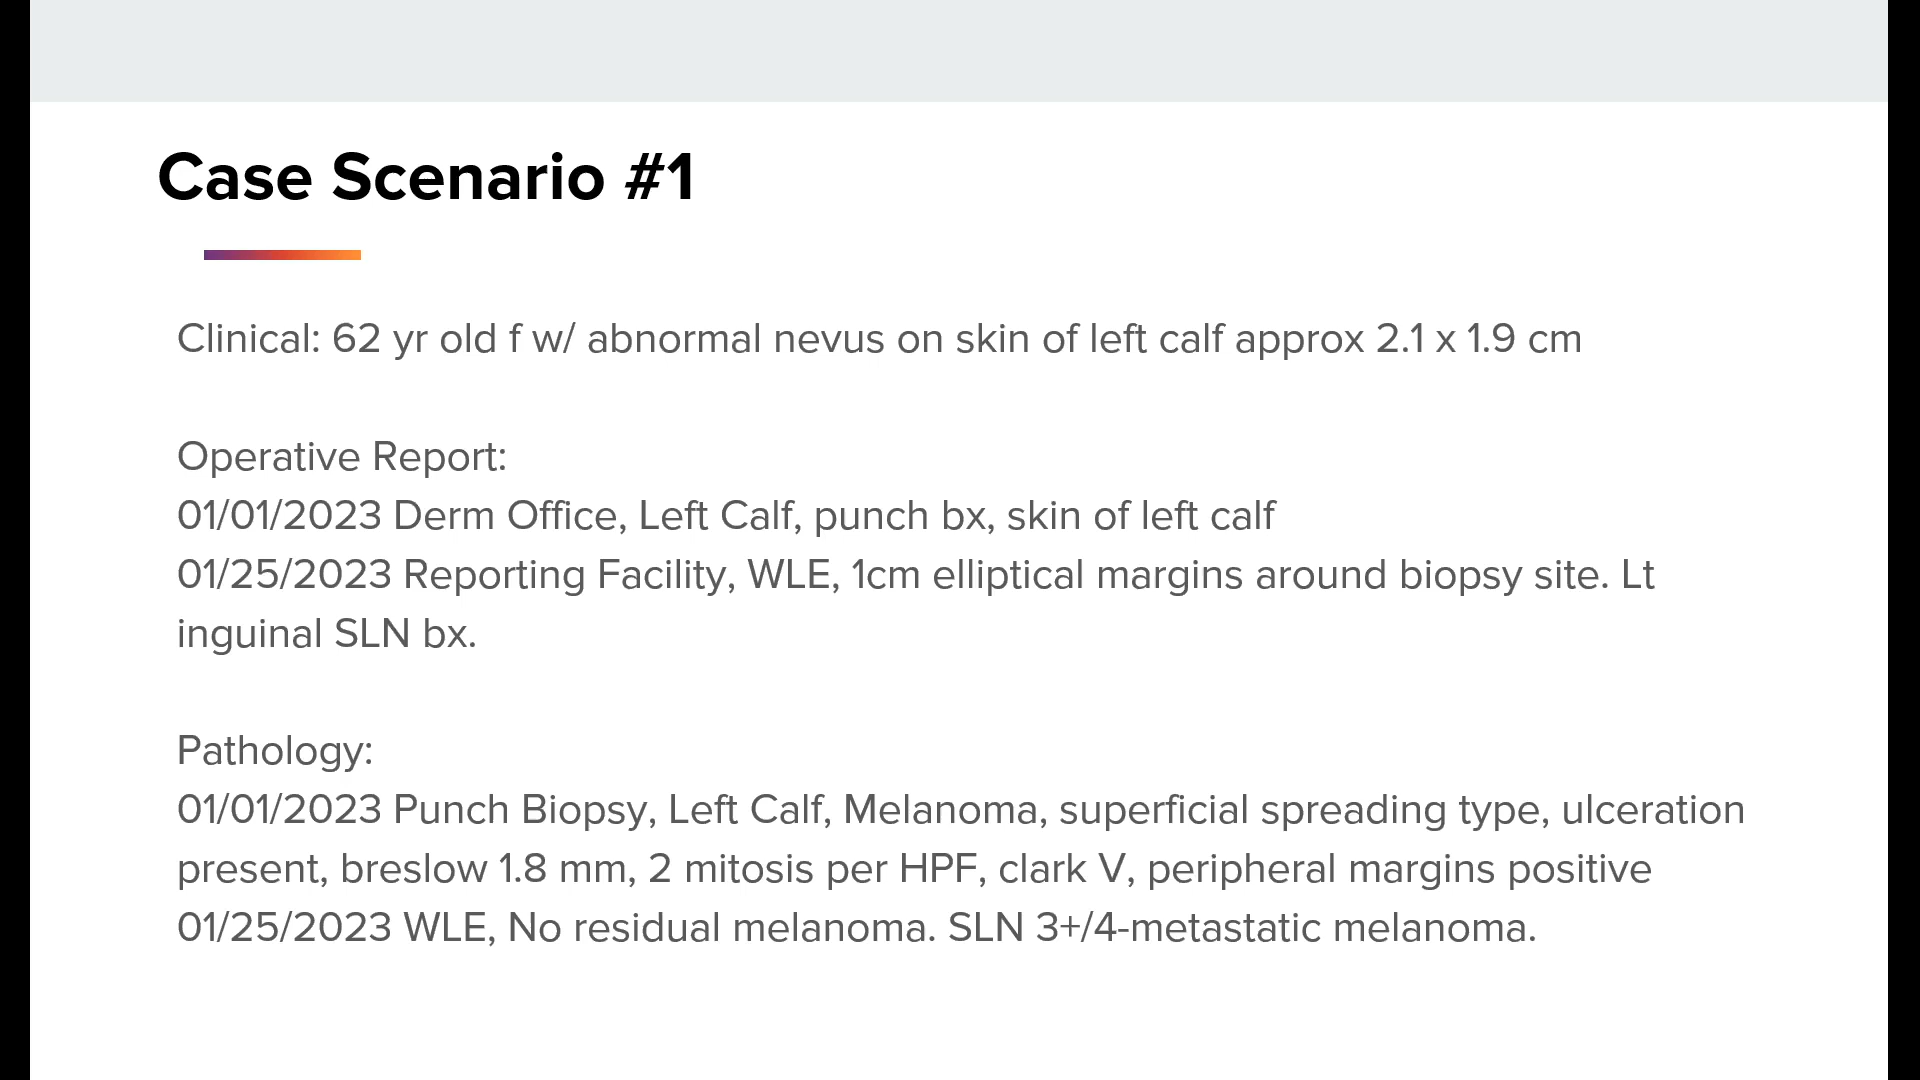 Case Scenario #1
Clinical: 62 yr old f w/ abnormal nevus on skin of left calf approx 2.1 x 1.9 cm
Operative Report:
01/01/2023 Derm Office, Left Calf, punch bx, skin of left calf
01/25/2023 Reporting Facility, WLE, 1cm elliptical margins around biopsy site. Lt
inguinal SLN bx.
Pathology:
01/01/2023 Punch Biopsy, Left Calf, Melanoma, superficial spreading type, ulceration
present, breslow 1.8 mm, 2 mitosis per HPF, clark V, peripheral margins positive
01/25/2023 WLE, No residual melanoma. SLN 3+/4-metastatic melanoma.